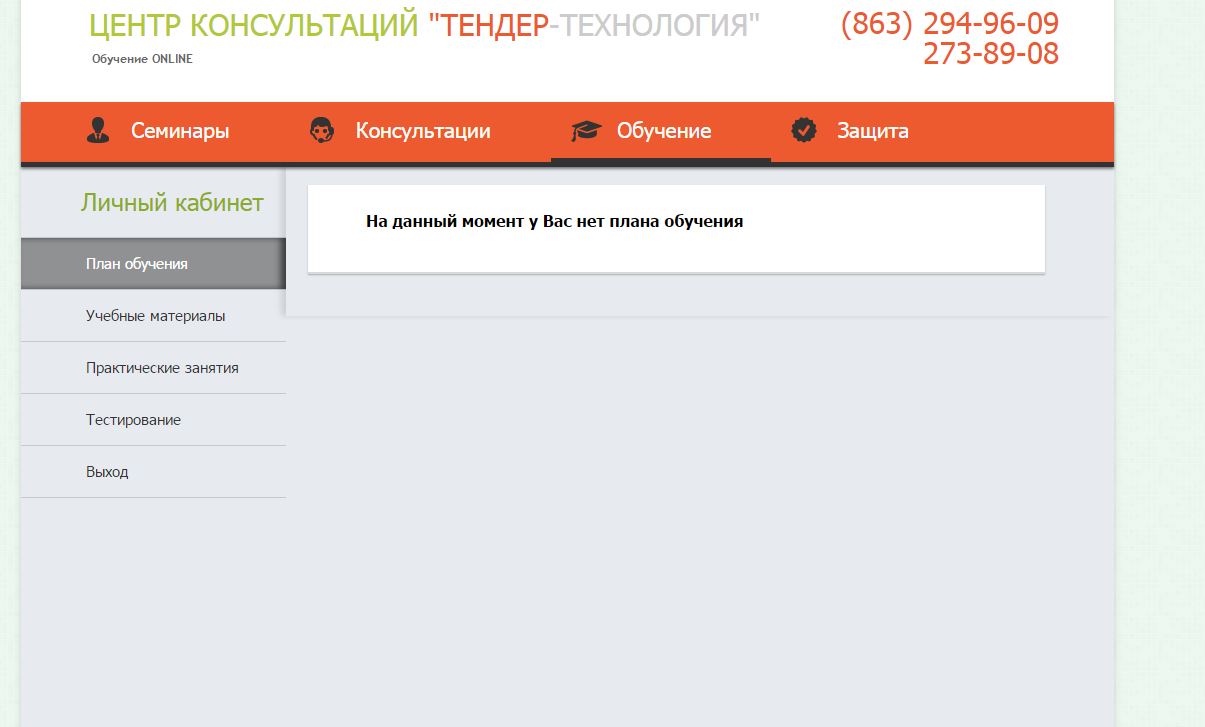 ЦЕНТР КОНСУЛЬТАЦИЙ "ТЕНДЕР-ТЕХНОЛОГИЯ"
(863) 294-96-09
273-89-08
Обучение ONLINE
Семинары
Консультации
Обучение
Защита
Личный кабинет
План обучения
Учебные материалы
Практические занятия
Тестирование
Выход
На данный момент у Вас нет плана обучения